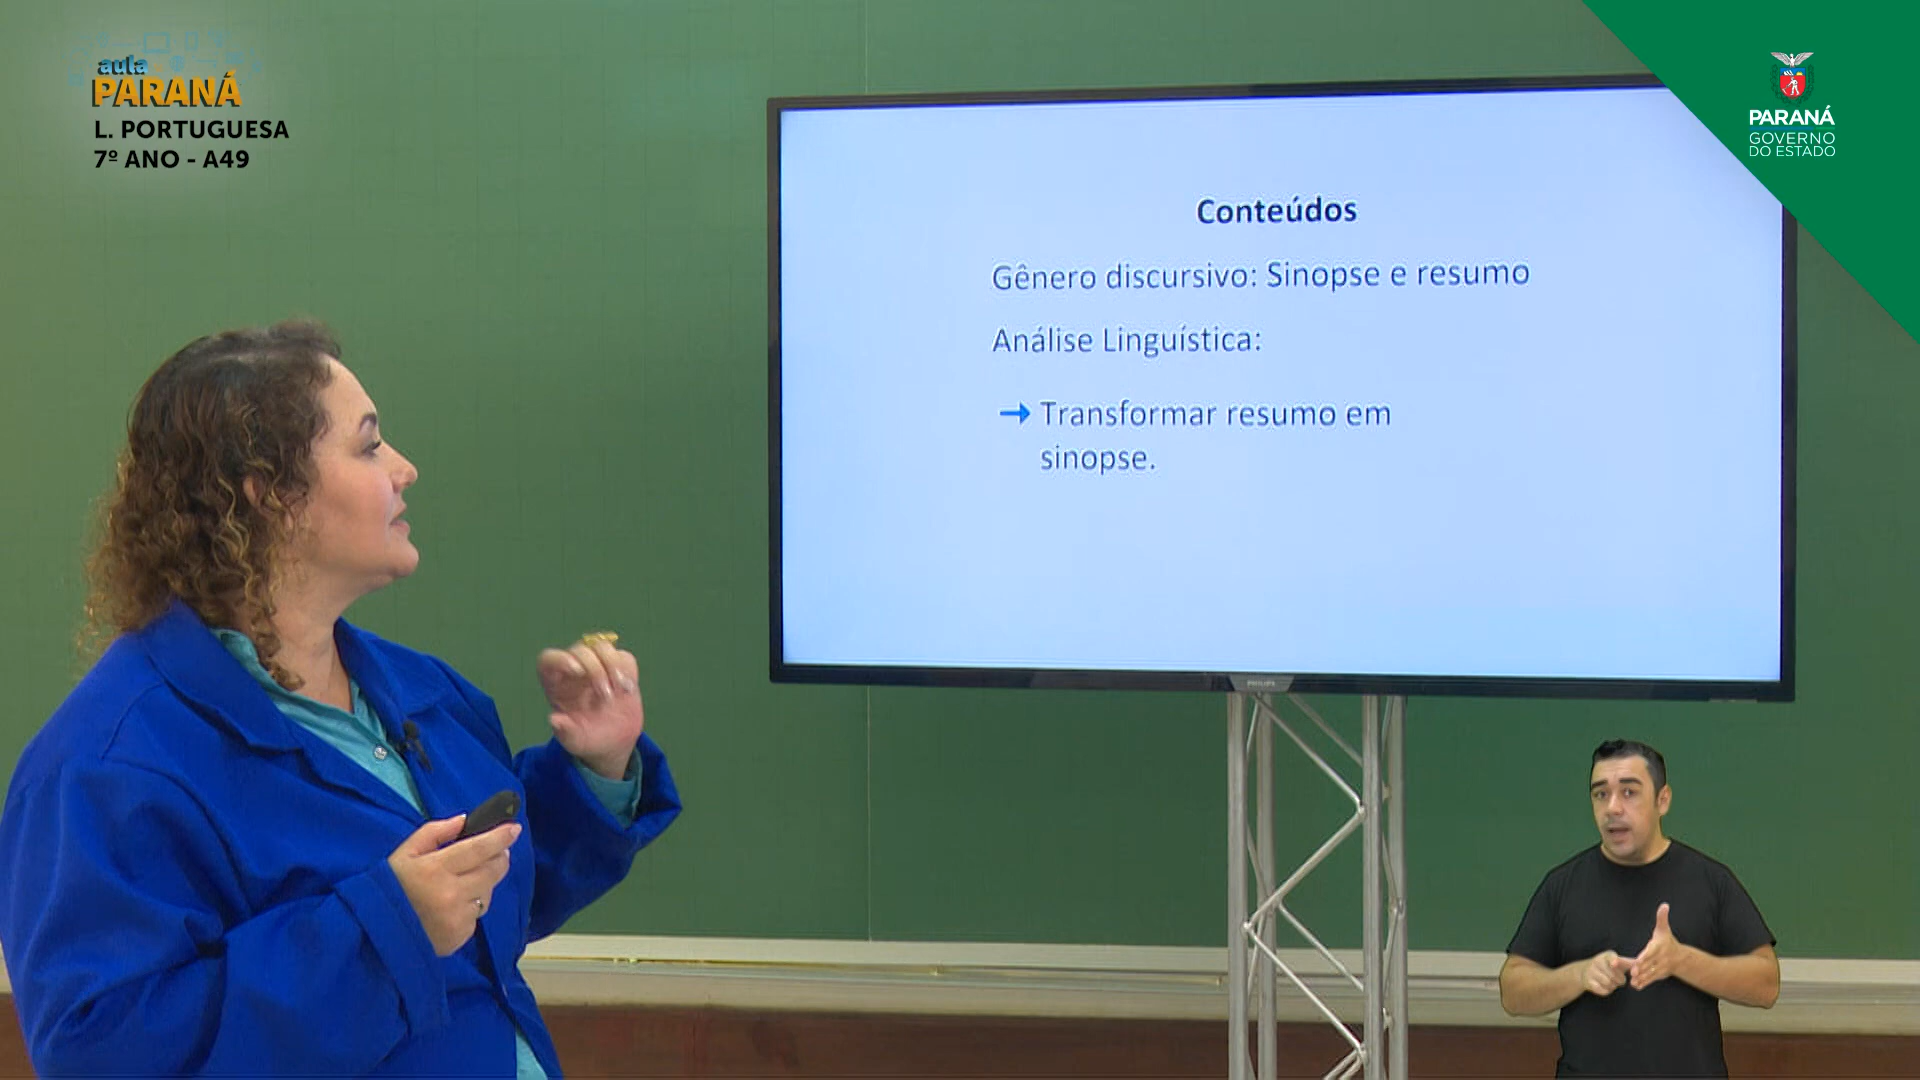 aula
PARANÁ
L. PORTUGUESA
7º ANO - A49
PARANÁ
GOVERNO
DO ESTADO
Conteúdos
Gênero discursivo: Sinopse e resumo
Análise Linguística:
→ Transformar resumo em
sinopse.
PHILIPS